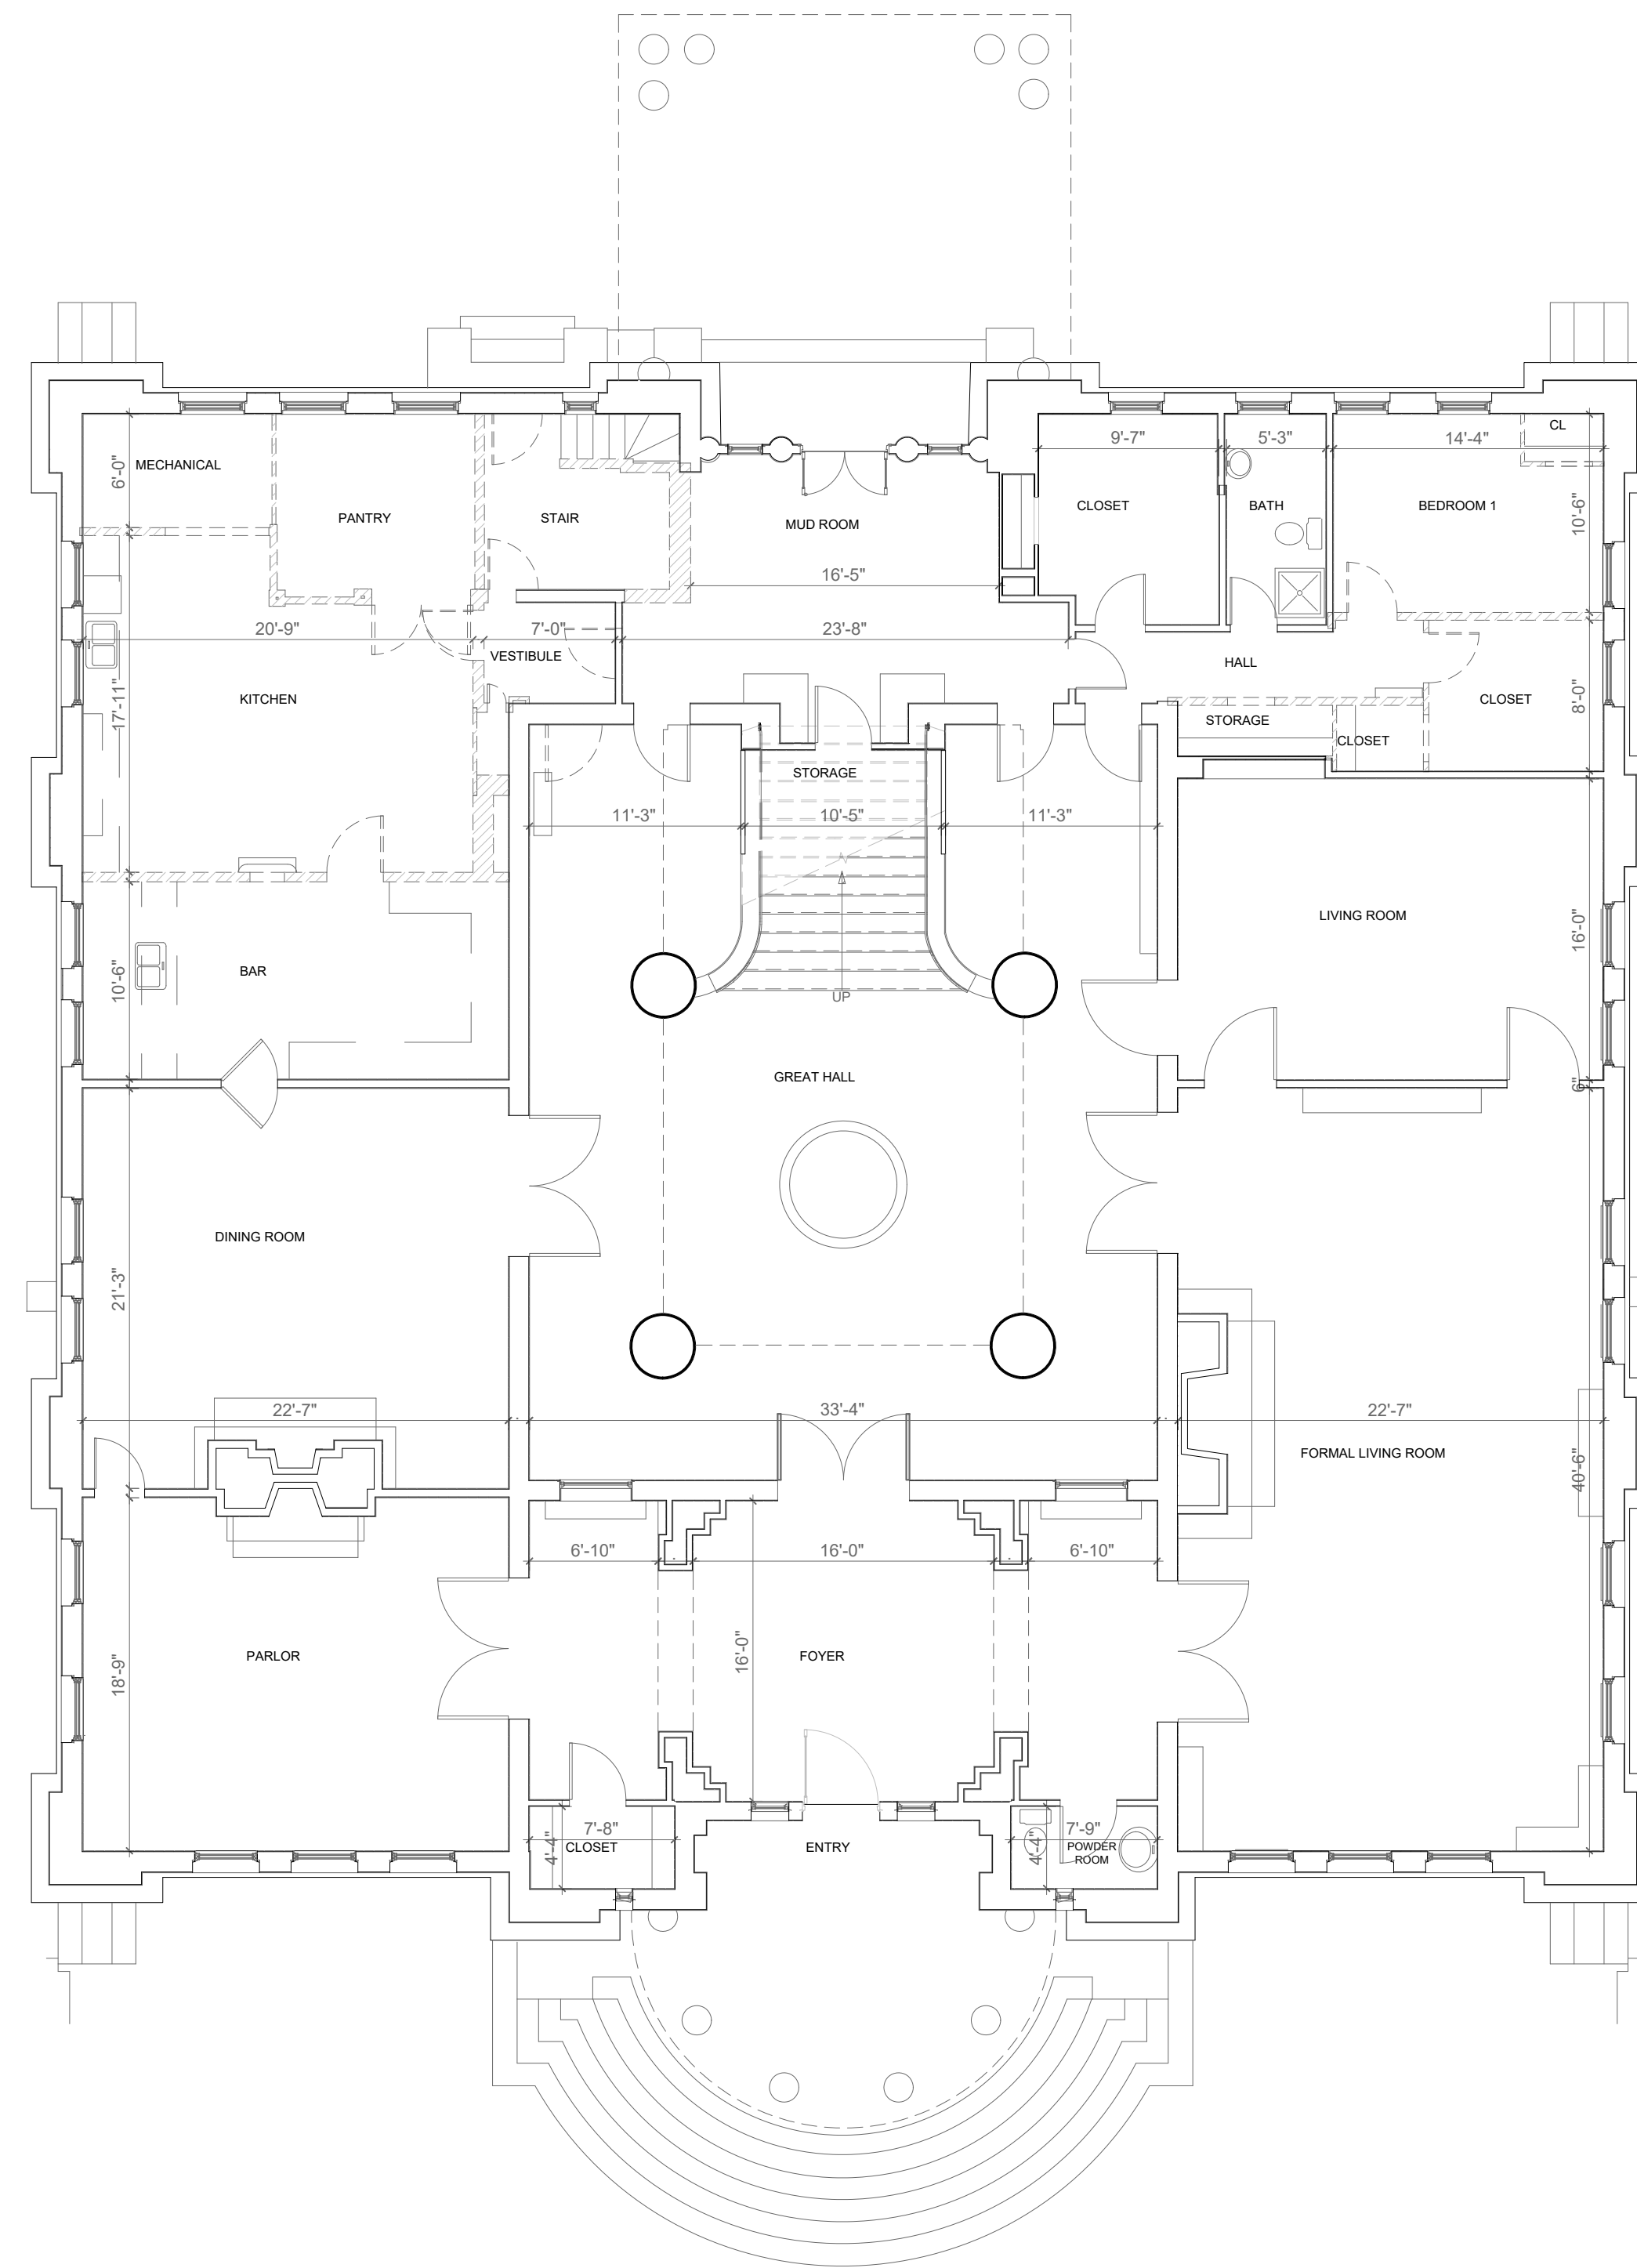 CL
9'-7"
5'-3"
14'-4"
MECHANICAL
6'-0"
PANTRY
STAIR
MUD ROOM
CLOSET
BATH
BEDROOM 1
10'-6"
16'-5"
20'-9"
7'-0"
23'-8"
VESTIBULE
HALL
KITCHEN
17'-11"
CLOSET
8'-0"
STORAGE
CLOSET
STORAGE
11'-3"
10'-5"
11'-3"
LIVING ROOM
16'-0"
BAR
10'-6"
UP
GREAT HALL
6"
DINING ROOM
21'-3"
22'-7"
33'-4"
22'-7"
FORMAL LIVING ROOM
40'-6"
6'-10"
16'-0"
6'-10"
PARLOR
18'-9"
16'-0"
FOYER
7'-8"
4'-4"
CLOSET
ENTRY
7'-9"
4'-4"
POWDER
ROOM